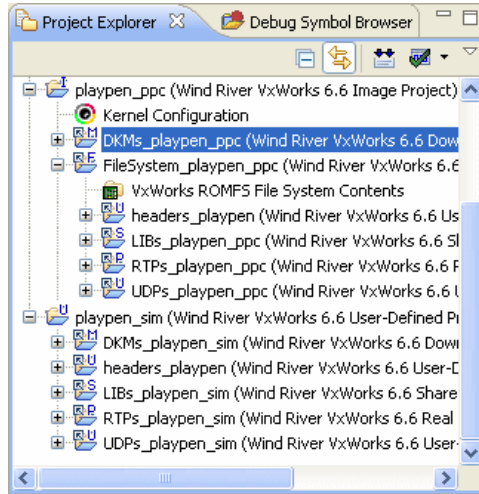 Project Explorer
Debug Symbol Browser
playpen_ppc (Wind River VxWorks 6.6 Image Project)
Kernel Configuration
DKMs_playpen_ppc (Wind River VxWorks 6.6 Dow
FileSystem_playpen_ppc (Wind River VxWorks 6.6
VxWorks ROMFS File System Contents
headers_playpen (Wind River VxWorks 6.6 Us
LIBs_playpen_ppc (Wind River VxWorks 6.6 Sl
RTPs_playpen_ppc (Wind River VxWorks 6.6 F
UDPs_playpen_ppc (Wind River VxWorks 6.6 U
playpen_sim (Wind River VxWorks 6.6 User-Defined Pr
DKMs_playpen_sim (Wind River VxWorks 6.6 Down
headers_playpen (Wind River VxWorks 6.6 User-D
LIBs_playpen_sim (Wind River VxWorks 6.6 Share
RTPs_playpen_sim (Wind River VxWorks 6.6 Real
UDPs_playpen_sim (Wind River VxWorks 6.6 User-